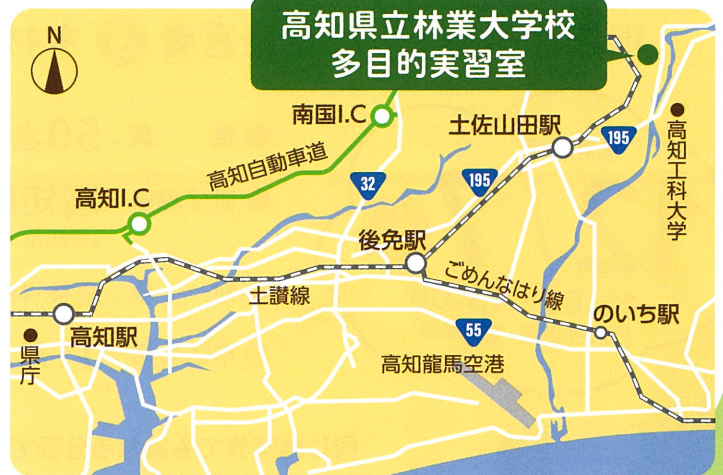 高知県立林業大学校
多目的実習室
N
南国I.C
土佐山田駅
195
高知工科大学
高知自動車道
32
195
高知I.C
後免駅
ごめんなはり線
土讃線
のいち駅
高知駅
55
県庁
高知龍馬空港